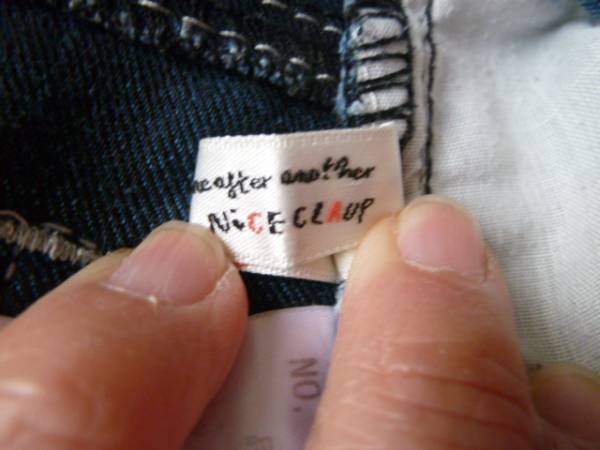 ne after another
NiCE CLAUP
NO.